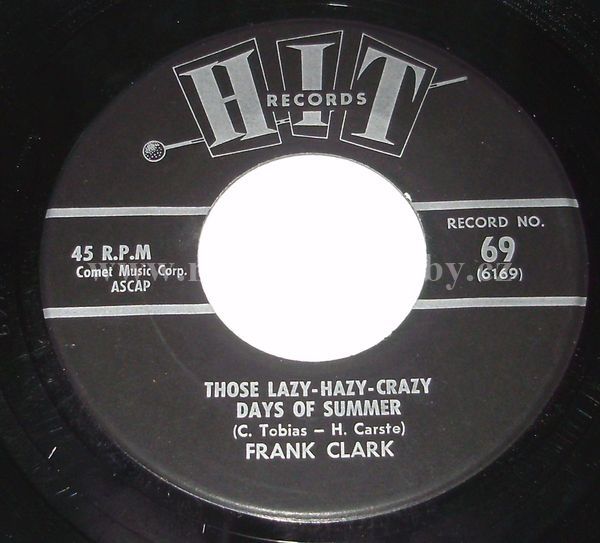 HIT
RECORDS
RECORD NO.
69
(6169)
45 R.P.M
Comet Music Corp.
ASCAP
THOSE LAZY-HAZY-CRAZY
DAYS OF SUMMER
(C. Tobias – H. Carste)
FRANK CLARK